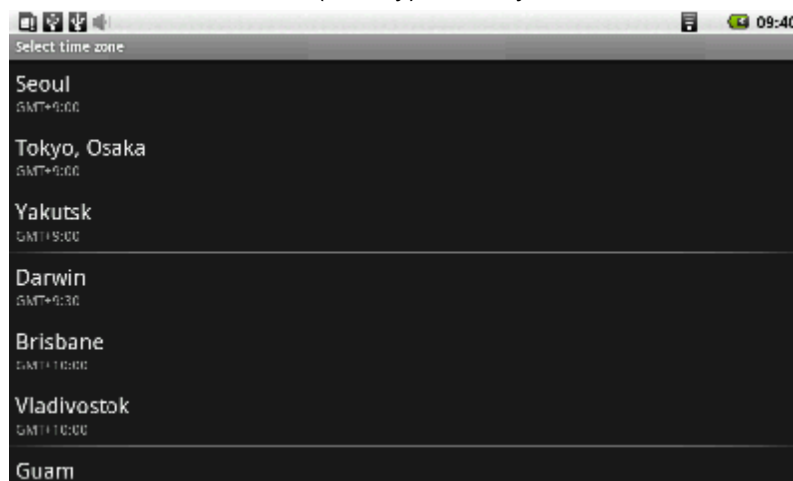 09:40
Select time zone
Seoul
GMT+9:00
Tokyo, Osaka
GMT+9:00
Yakutsk
GMT+9:00
Darwin
GMT+9:30
Brisbane
GMT+10:00
Vladivostok
GMT+10:00
Guam